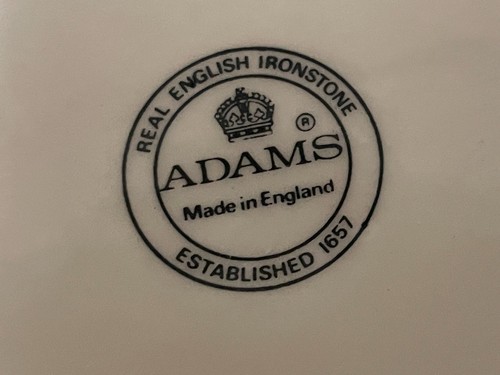 REAL ENGLISH IRONSTONE
®
ADAMS
Made in England
ESTABLISHED 1657